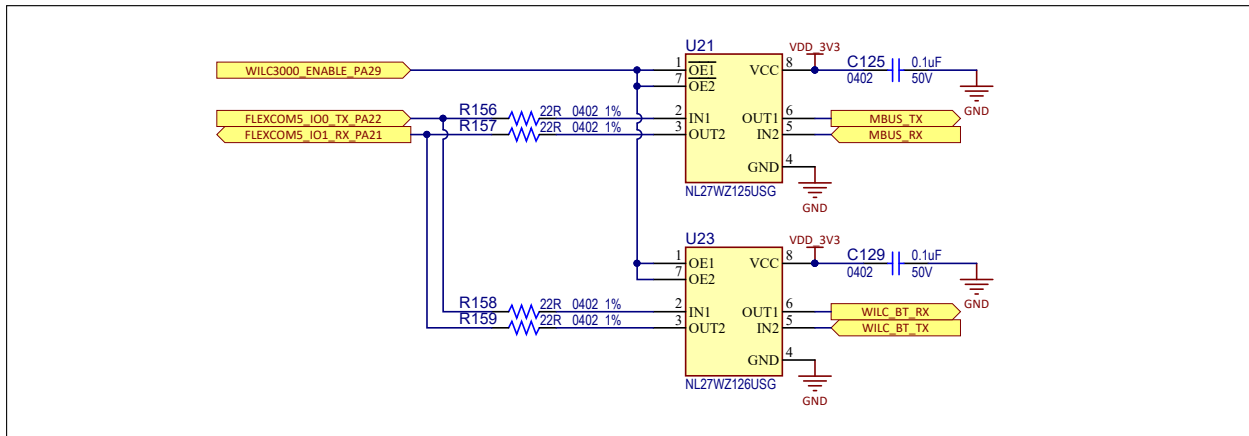 U21
VDD_3V3
WILC3000_ENABLE_PA29
1 OE1 VCC 8 C125 0.1uF
7 OE2 0402 50V
GND
FLEXCOM5_IO0_TX_PA22 R156 22R 0402 1% 2 IN1 OUT1 6 MBUS_TX
FLEXCOM5_IO1_RX_PA21 R157 22R 0402 1% 3 OUT2 IN2 5 MBUS_RX
GND 4
NL27WZ125USG
GND
U23
VDD_3V3
1 OE1 VCC 8 C129 0.1uF
7 OE2 0402 50V
GND
R158 22R 0402 1% 2 IN1 OUT1 6 WILC_BT_RX
R159 22R 0402 1% 3 OUT2 IN2 5 WILC_BT_TX
GND 4
NL27WZ126USG
GND